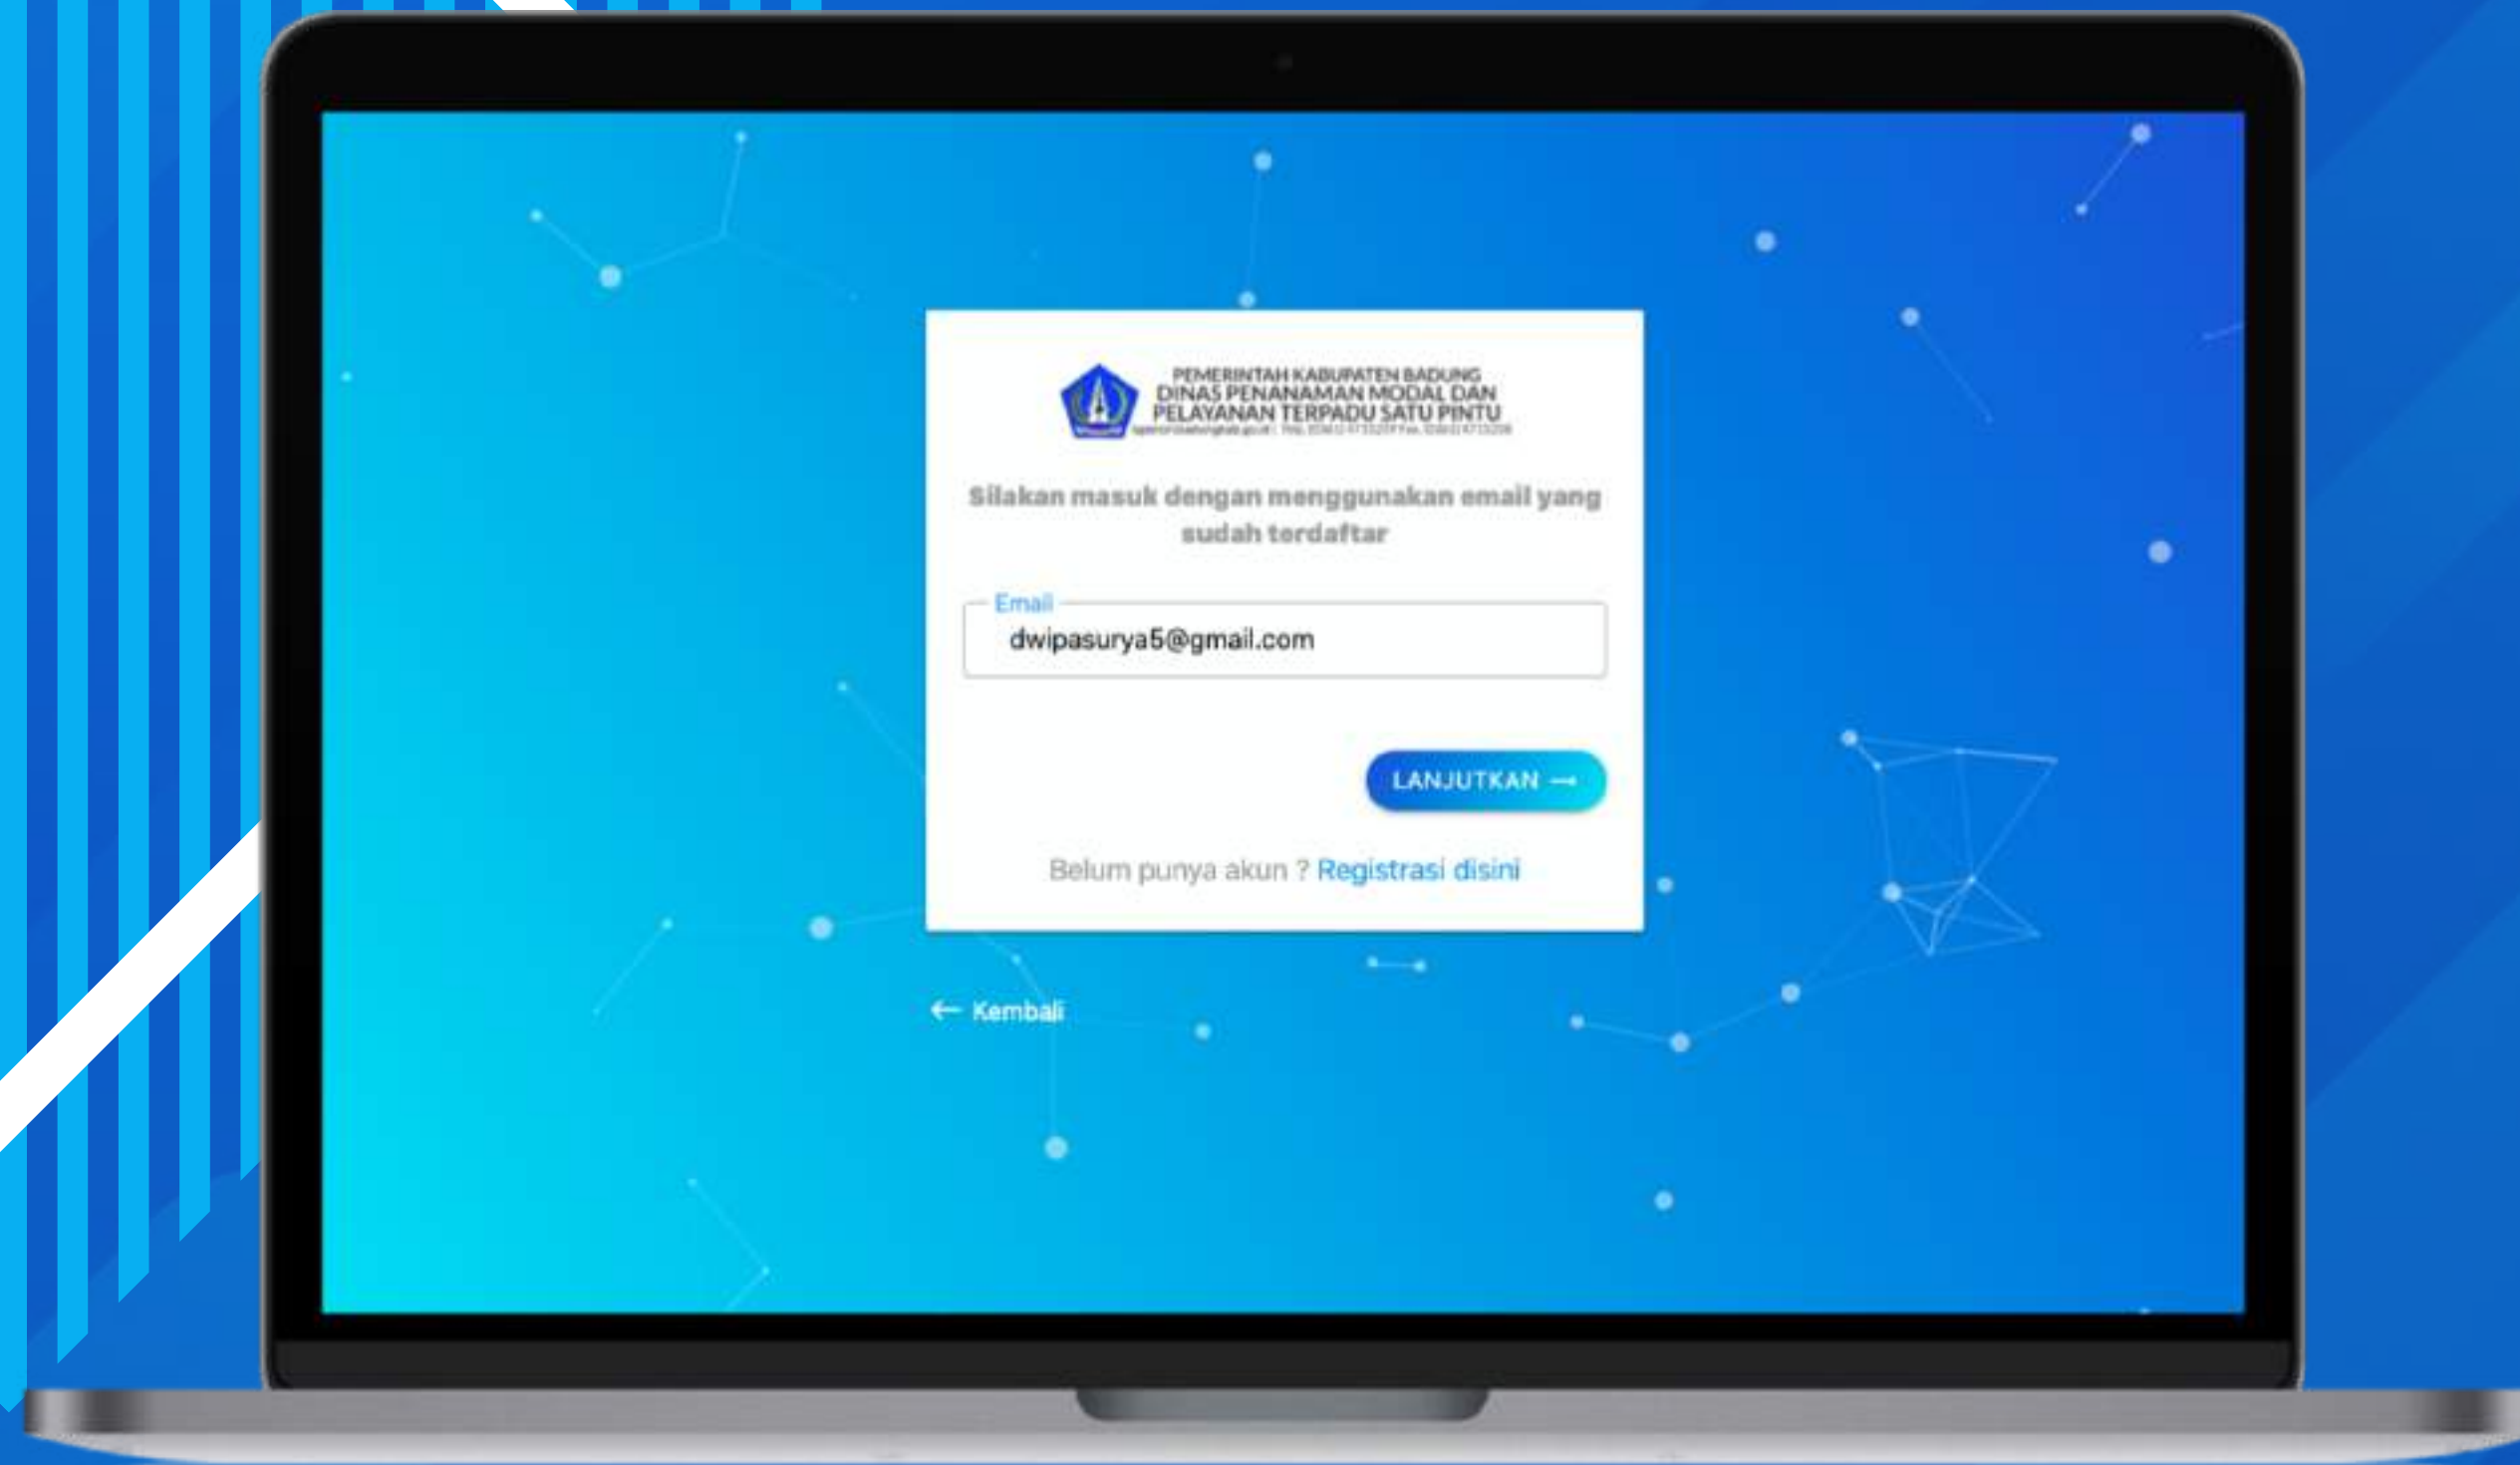 PEMERINTAH KABUPATEN BADUNG
DINAS PENANAMAN MODAL DAN
PELAYANAN TERPADU SATU PINTU
Silakan masuk dengan menggunakan email yang
sudah terdaftar
Email
dwipasurya5@gmail.com
LANJUTKAN →
Belum punya akun ? Registrasi disini
← Kembali